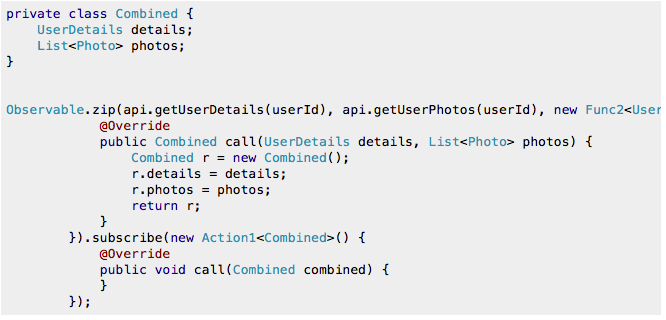 private class Combined {
    UserDetails details;
    List<Photo> photos;
}

Observable.zip(api.getUserDetails(userId), api.getUserPhotos(userId), new Func2<User
            @Override
            public Combined call(UserDetails details, List<Photo> photos) {
                Combined r = new Combined();
                r.details = details;
                r.photos = photos;
                return r;
            }
        }).subscribe(new Action1<Combined>() {
            @Override
            public void call(Combined combined) {
            }
        });